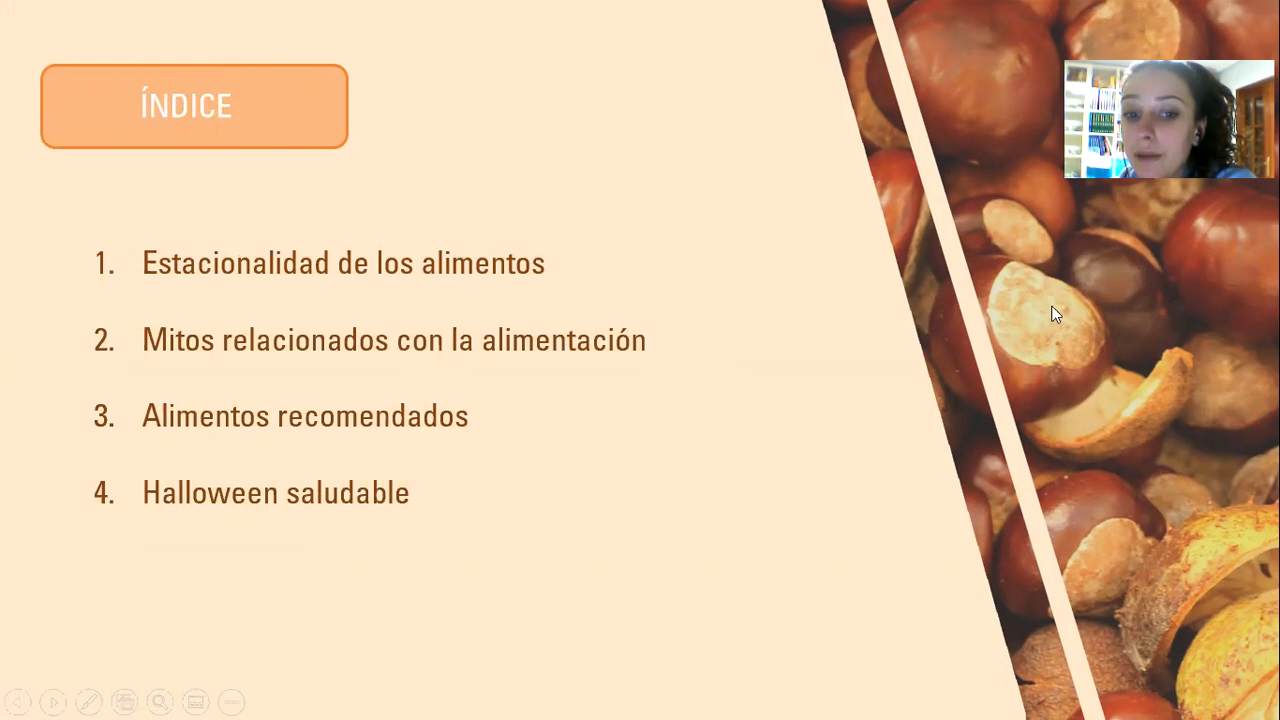 ÍNDICE
1. Estacionalidad de los alimentos
2. Mitos relacionados con la alimentación
3. Alimentos recomendados
4. Halloween saludable